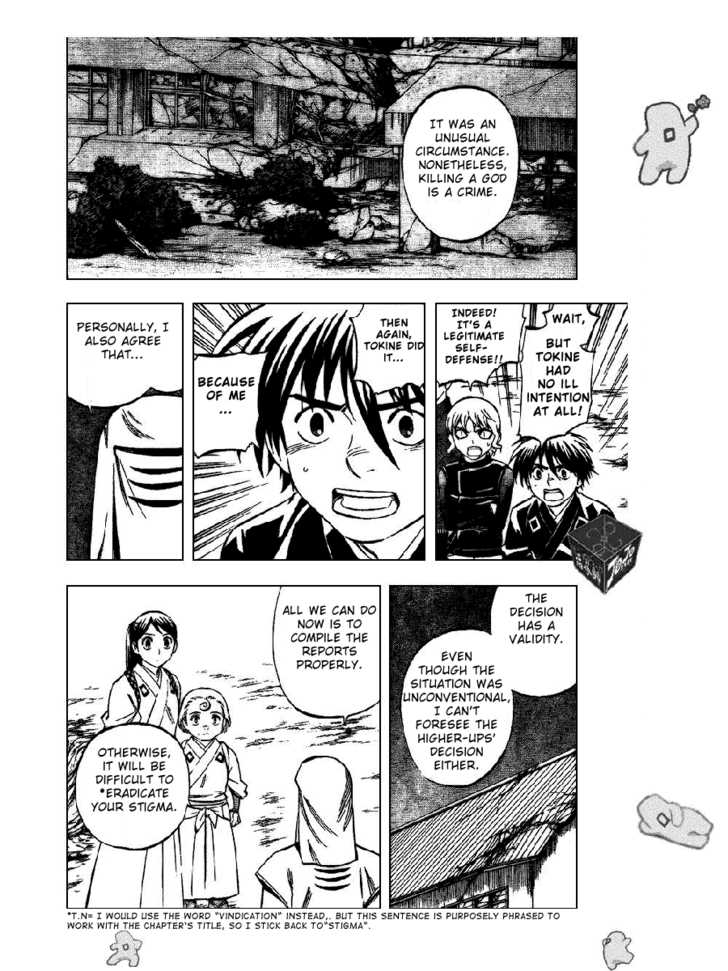 IT WAS AN
UNUSUAL
CIRCUMSTANCE.
NONETHELESS,
KILLING A GOD
IS A CRIME.
WAIT,
BUT
TOKINE
HAD
NO ILL
INTENTION
AT ALL!
INDEED!
IT'S A
LEGITIMATE
SELF-
DEFENSE!!
THEN
AGAIN,
TOKINE DID
IT...
BECAUSE
OF ME
...
PERSONALLY, I
ALSO AGREE
THAT...
THE
DECISION
HAS A
VALIDITY.
EVEN
THOUGH THE
SITUATION WAS
UNCONVENTIONAL,
I CAN'T
FORESEE THE
HIGHER-UPS'
DECISION
EITHER.
ALL WE CAN DO
NOW IS TO
COMPILE THE
REPORTS
PROPERLY.
OTHERWISE,
IT WILL BE
DIFFICULT TO
*ERADICATE
YOUR STIGMA.
*T.N= I WOULD USE THE WORD "VINDICATION" INSTEAD,. BUT THIS SENTENCE IS PURPOSELY PHRASED TO
WORK WITH THE CHAPTER'S TITLE, SO I STICK BACK TO"STIGMA".